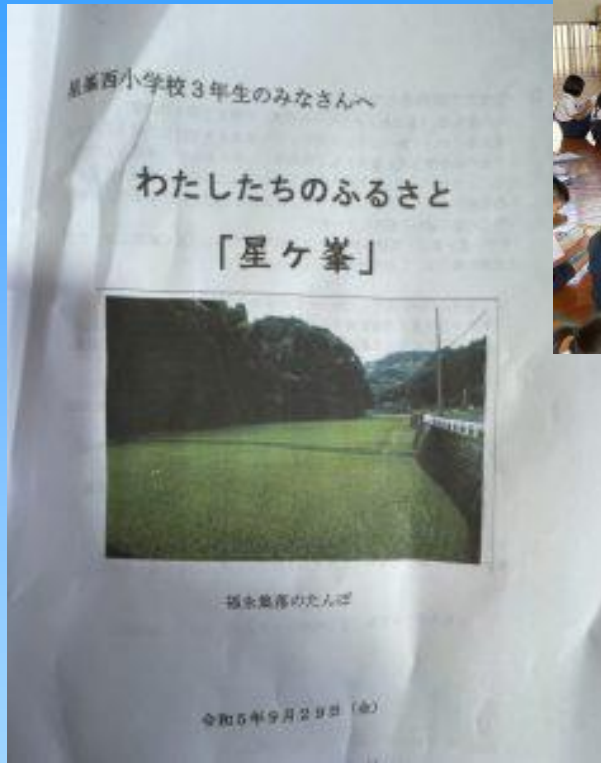 星峯西小学校3年生のみなさんへ
わたしたちのふるさと
「星ケ峯」
福永集落のたんぼ
令和5年9月29日（金）